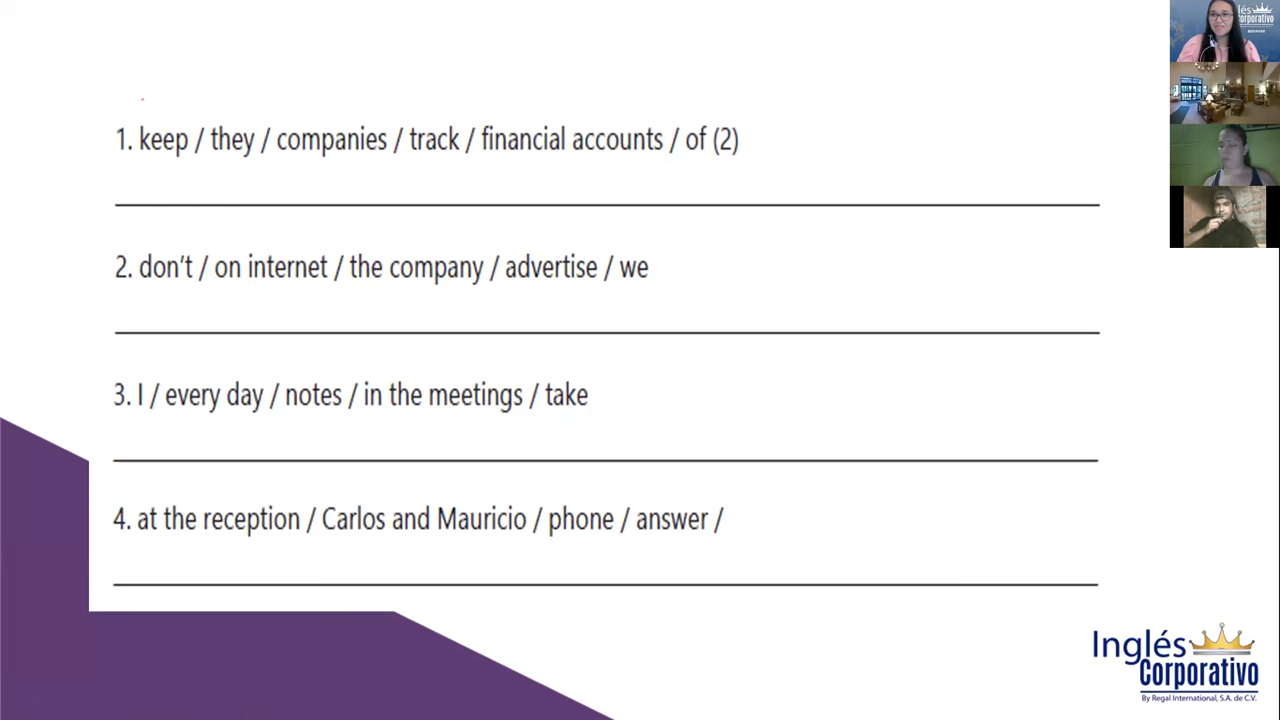 1. keep / they / companies / track / financial accounts / of (2)
2. don't / on internet / the company / advertise / we
3. I / every day / notes / in the meetings / take
4. at the reception / Carlos and Mauricio / phone / answer /
Inglés
Corporativo
By Regal International, S.A. de C.V.